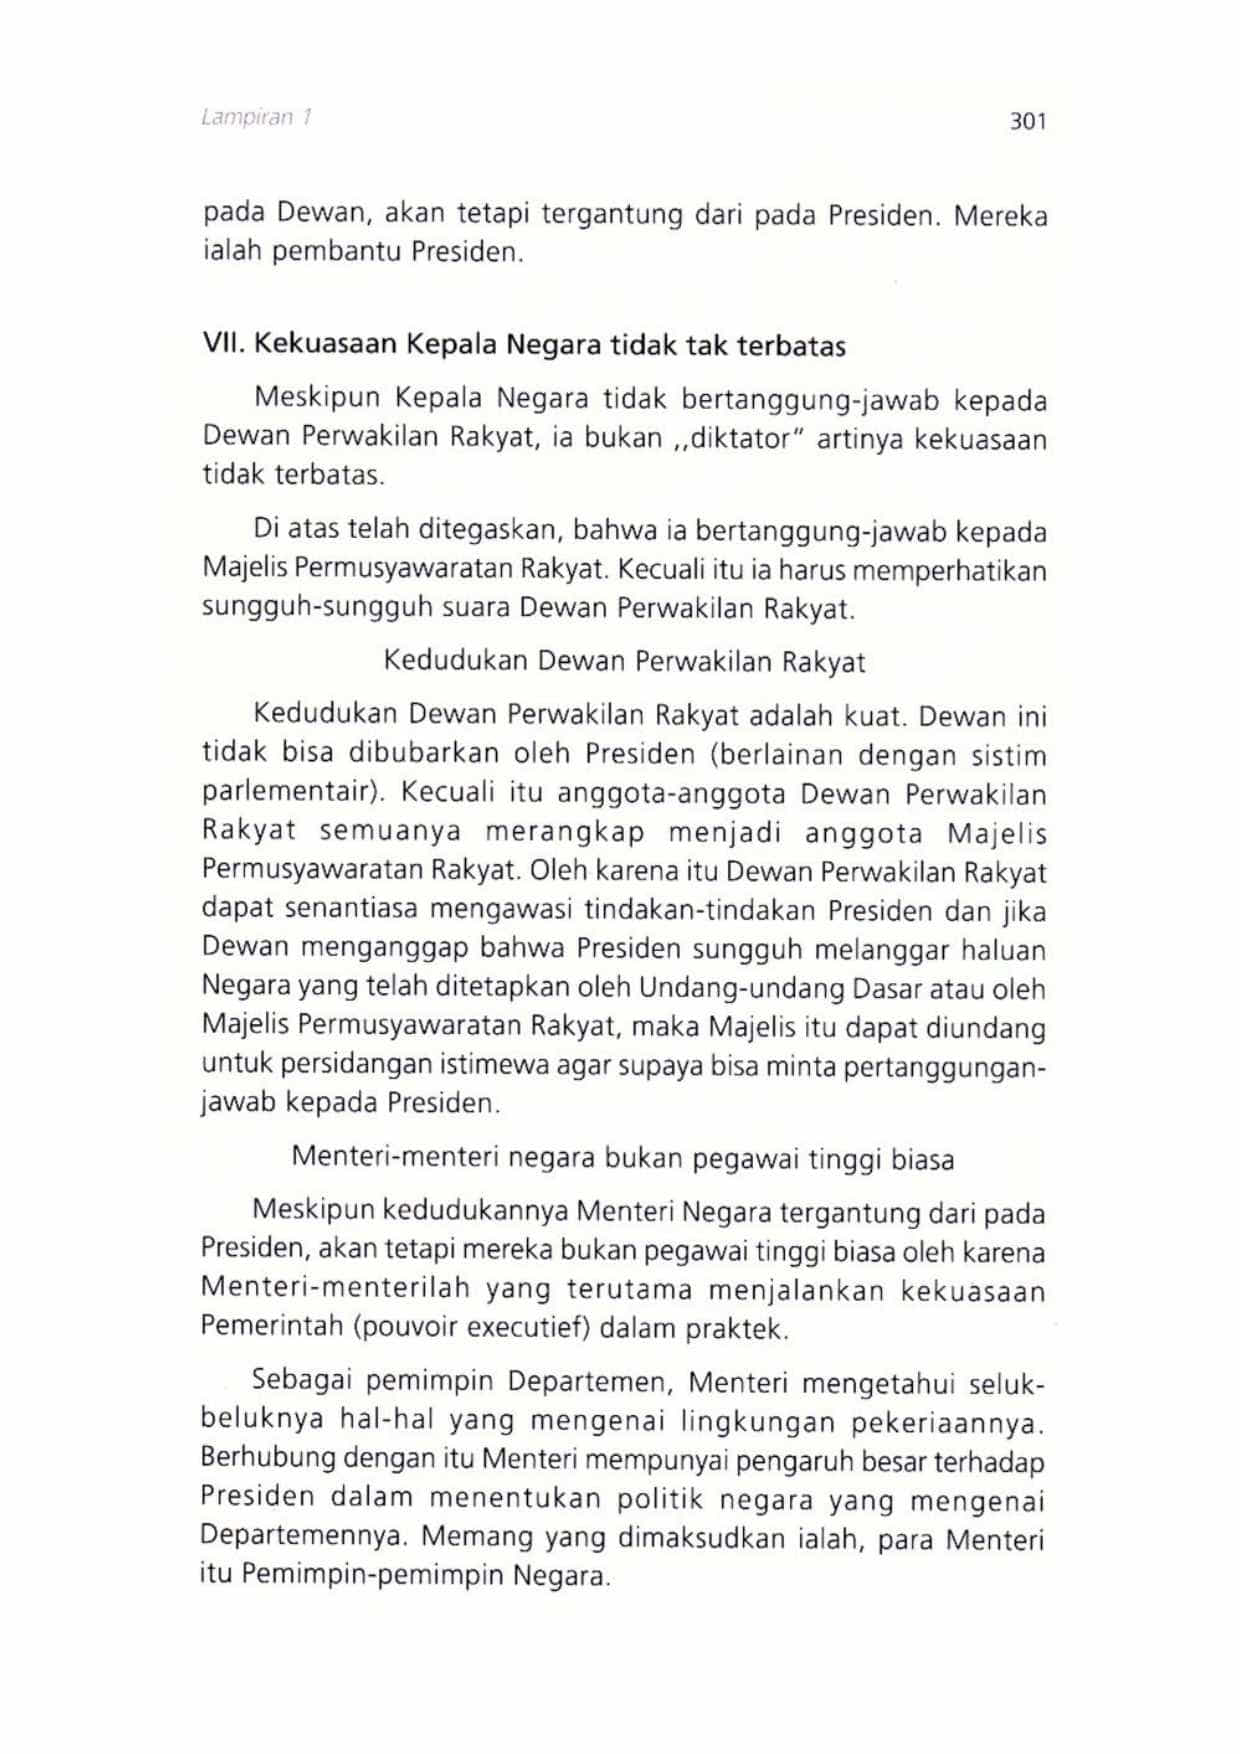 Lampiran 1
301
pada Dewan, akan tetapi tergantung dari pada Presiden. Mereka
ialah pembantu Presiden.
VII. Kekuasaan Kepala Negara tidak tak terbatas
Meskipun Kepala Negara tidak bertanggung-jawab kepada
Dewan Perwakilan Rakyat, ia bukan ,,diktator” artinya kekuasaan
tidak terbatas.
Di atas telah ditegaskan, bahwa ia bertanggung-jawab kepada
Majelis Permusyawaratan Rakyat. Kecuali itu ia harus memperhatikan
sungguh-sungguh suara Dewan Perwakilan Rakyat.
Kedudukan Dewan Perwakilan Rakyat
Kedudukan Dewan Perwakilan Rakyat adalah kuat. Dewan ini
tidak bisa dibubarkan oleh Presiden (berlainan dengan sistim
parlementair). Kecuali itu anggota-anggota Dewan Perwakilan
Rakyat semuanya merangkap menjadi anggota Majelis
Permusyawaratan Rakyat. Oleh karena itu Dewan Perwakilan Rakyat
dapat senantiasa mengawasi tindakan-tindakan Presiden dan jika
Dewan menganggap bahwa Presiden sungguh melanggar haluan
Negara yang telah ditetapkan oleh Undang-undang Dasar atau oleh
Majelis Permusyawaratan Rakyat, maka Majelis itu dapat diundang
untuk persidangan istimewa agar supaya bisa minta pertanggungan-
jawab kepada Presiden.
Menteri-menteri negara bukan pegawai tinggi biasa
Meskipun kedudukannya Menteri Negara tergantung dari pada
Presiden, akan tetapi mereka bukan pegawai tinggi biasa oleh karena
Menteri-menterilah yang terutama menjalankan kekuasaan
Pemerintah (pouvoir executief) dalam praktek.
Sebagai pemimpin Departemen, Menteri mengetahui seluk-
beluknya hal-hal yang mengenai lingkungan pekeriaannya.
Berhubung dengan itu Menteri mempunyai pengaruh besar terhadap
Presiden dalam menentukan politik negara yang mengenai
Departemennya. Memang yang dimaksudkan ialah, para Menteri
itu Pemimpin-pemimpin Negara.